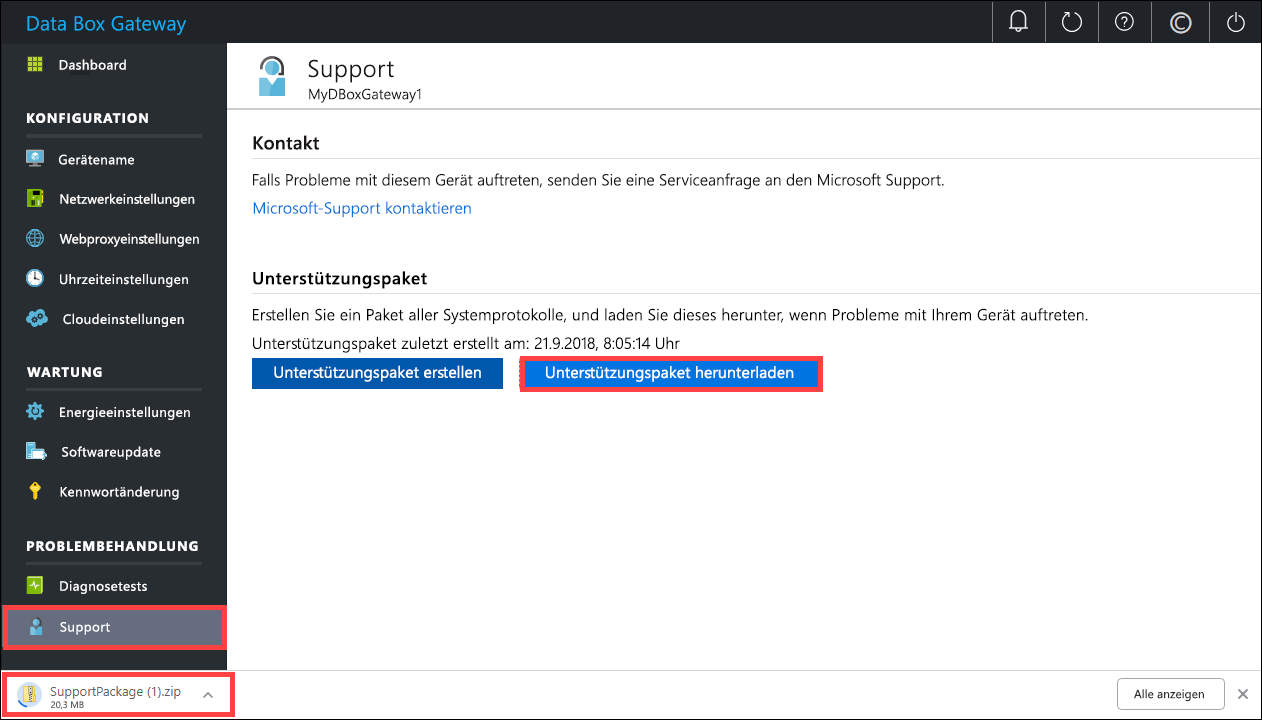 Data Box Gateway
Dashboard
KONFIGURATION
Gerätename
Netzwerkeinstellungen
Webproxyeinstellungen
Uhrzeiteinstellungen
Cloudeinstellungen
WARTUNG
Energieeinstellungen
Softwareupdate
Kennwortänderung
PROBLEMBEHANDLUNG
Diagnosetests
Support
Support
MyDBoxGateway1
Kontakt
Falls Probleme mit diesem Gerät auftreten, senden Sie eine Serviceanfrage an den Microsoft Support.
Microsoft-Support kontaktieren
Unterstützungspaket
Erstellen Sie ein Paket aller Systemprotokolle, und laden Sie dieses herunter, wenn Probleme mit Ihrem Gerät auftreten.
Unterstützungspaket zuletzt erstellt am: 21.9.2018, 8:05:14 Uhr
Unterstützungspaket erstellen
Unterstützungspaket herunterladen
SupportPackage (1).zip
20,3 MB
Alle anzeigen